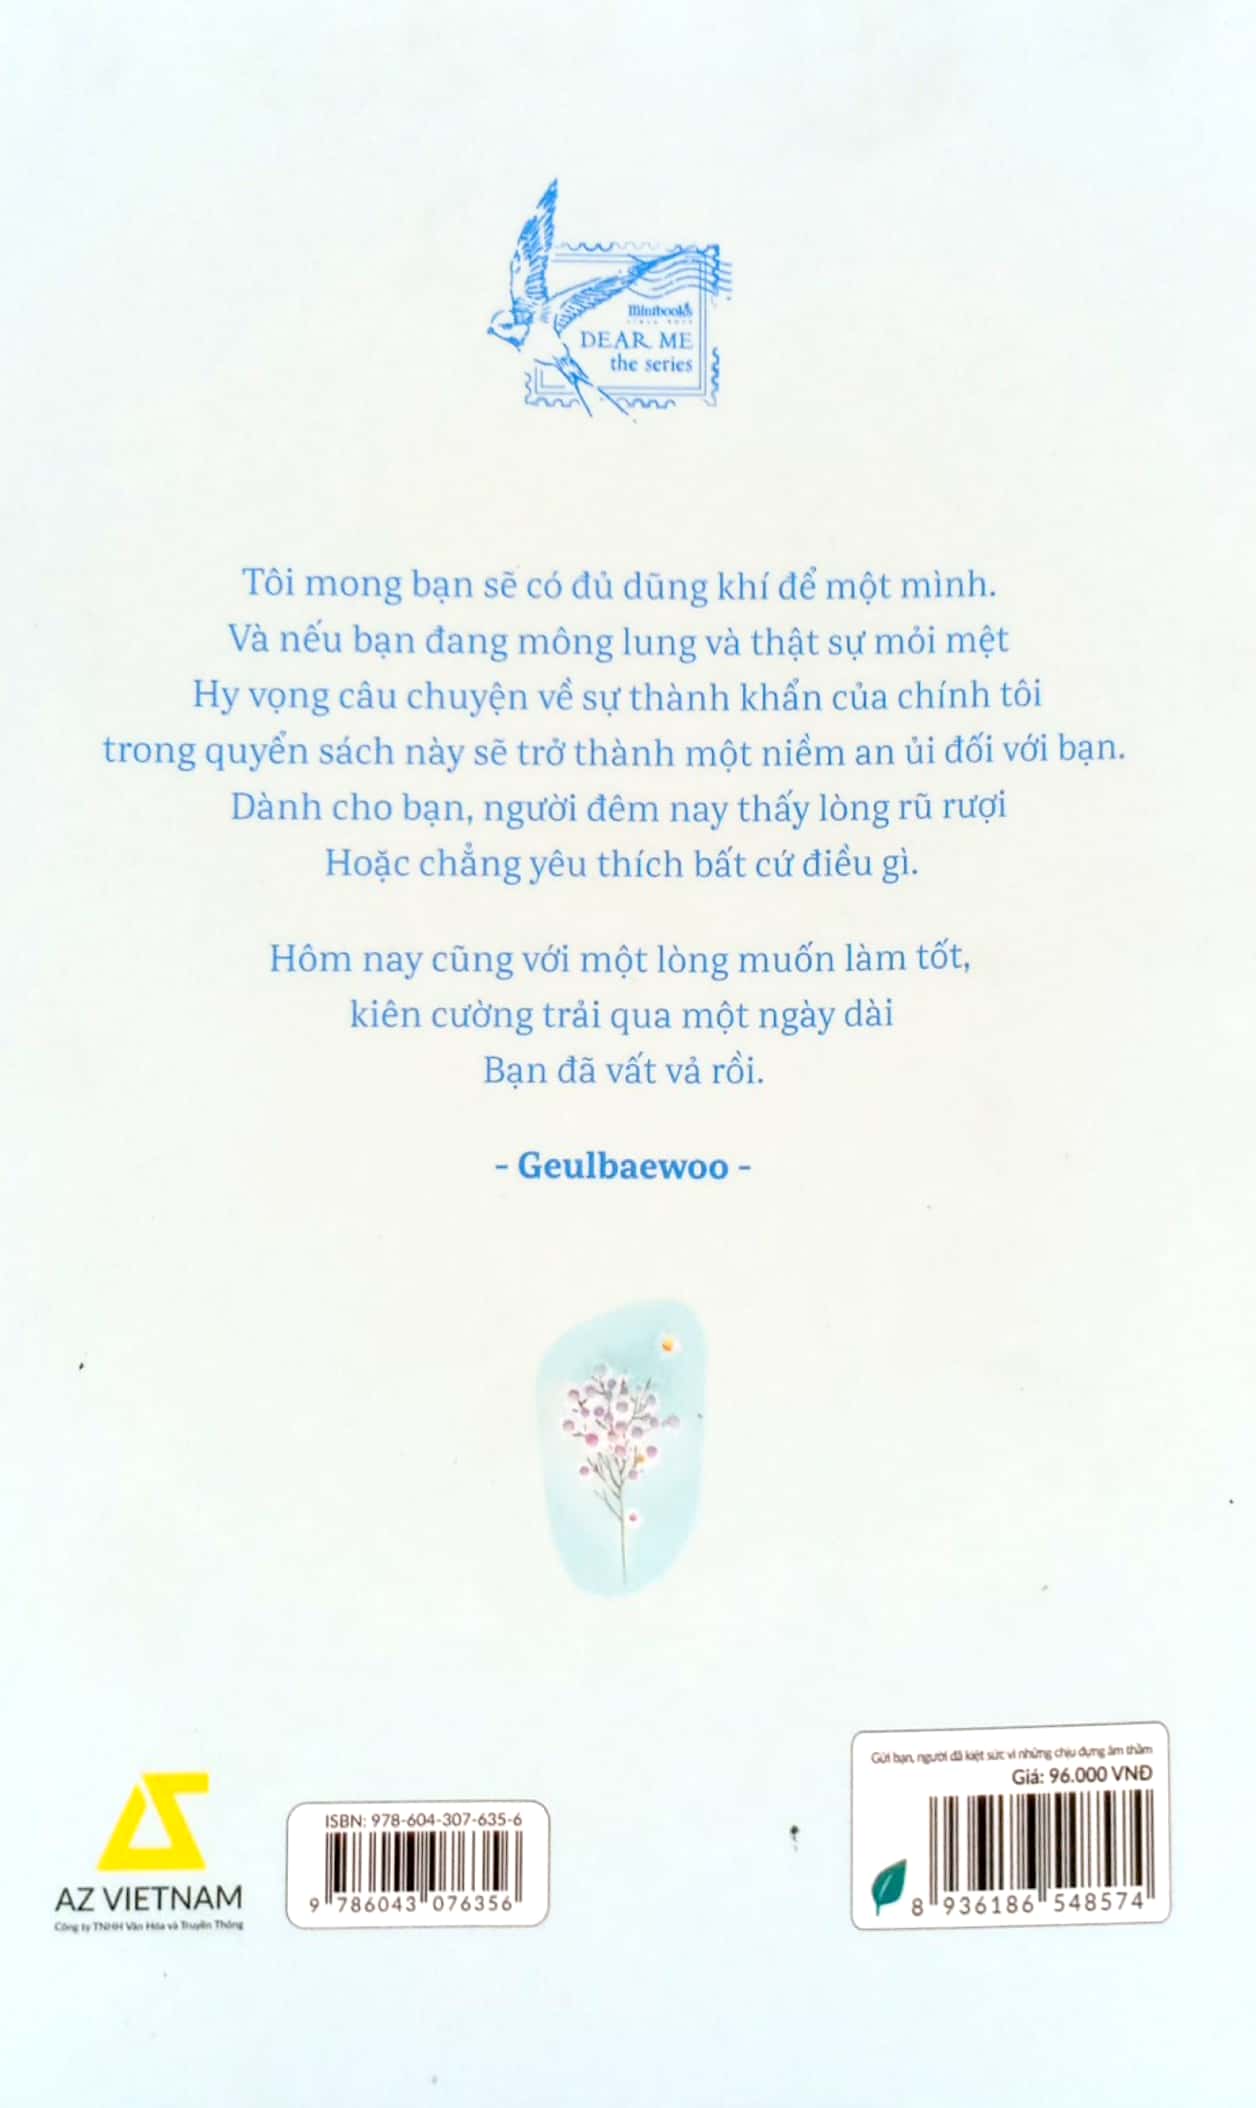 Mintbooks
DEAR ME
the series
Tôi mong bạn sẽ có đủ dũng khí để một mình.
Và nếu bạn đang mông lung và thật sự mỏi mệt
Hy vọng câu chuyện về sự thành khẩn của chính tôi
trong quyển sách này sẽ trở thành một niềm an ủi đối với bạn.
Dành cho bạn, người đêm nay thấy lòng rũ rượi
Hoặc chẳng yêu thích bất cứ điều gì.
Hôm nay cũng với một lòng muốn làm tốt,
kiên cường trải qua một ngày dài
Bạn đã vất vả rồi.
- Geulbaewoo -
AZ VIETNAM
Công ty TNHH Văn Hóa và Truyền Thông
ISBN: 978-604-307-635-6
9 786043 076356
Gửi bạn, người đã kiệt sức vì những chịu đựng âm thầm
Giá: 96.000 VNĐ
8 936186 548574